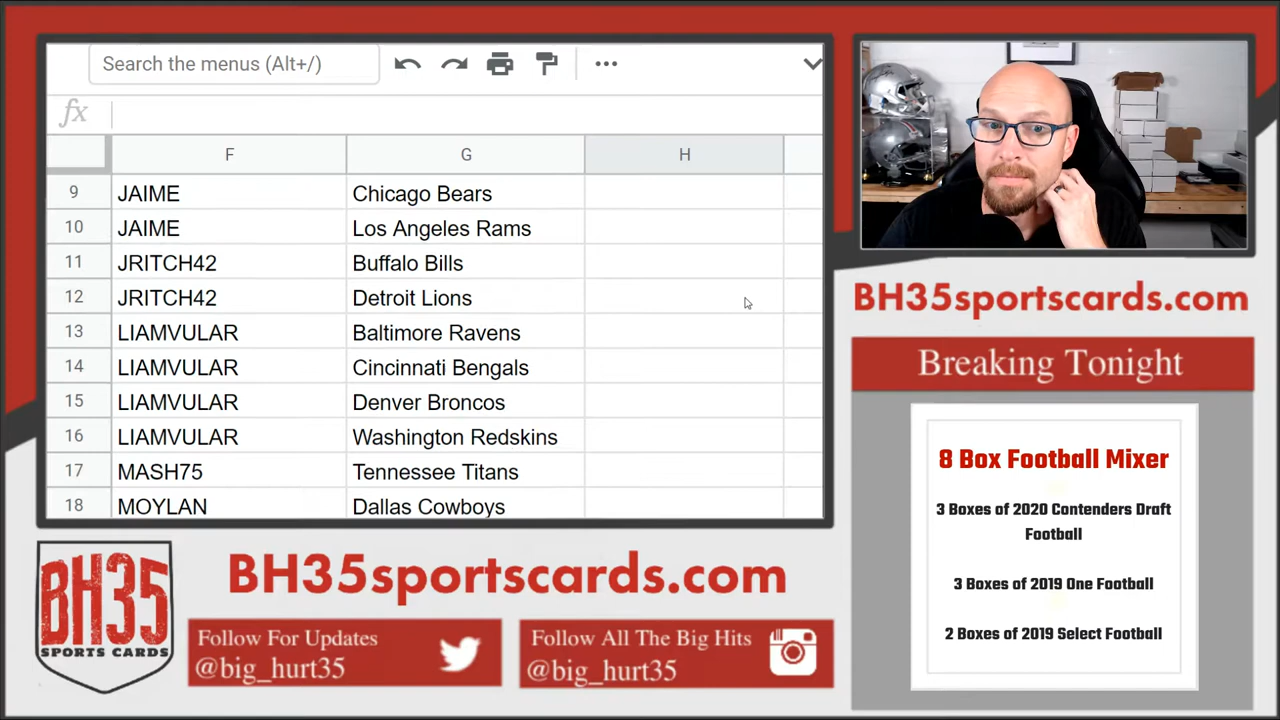 Search the menus (Alt+/)
fx
F G H
9 JAIME Chicago Bears
10 JAIME Los Angeles Rams
11 JRITCH42 Buffalo Bills
12 JRITCH42 Detroit Lions
13 LIAMVULAR Baltimore Ravens
14 LIAMVULAR Cincinnati Bengals
15 LIAMVULAR Denver Broncos
16 LIAMVULAR Washington Redskins
17 MASH75 Tennessee Titans
18 MOYLAN Dallas Cowboys
BH35sportscards.com
Breaking Tonight
8 Box Football Mixer
3 Boxes of 2020 Contenders Draft
Football
3 Boxes of 2019 One Football
2 Boxes of 2019 Select Football
BH35
SPORTS CARDS
BH35sportscards.com
Follow For Updates
@big_hurt35
Follow All The Big Hits
@big_hurt35